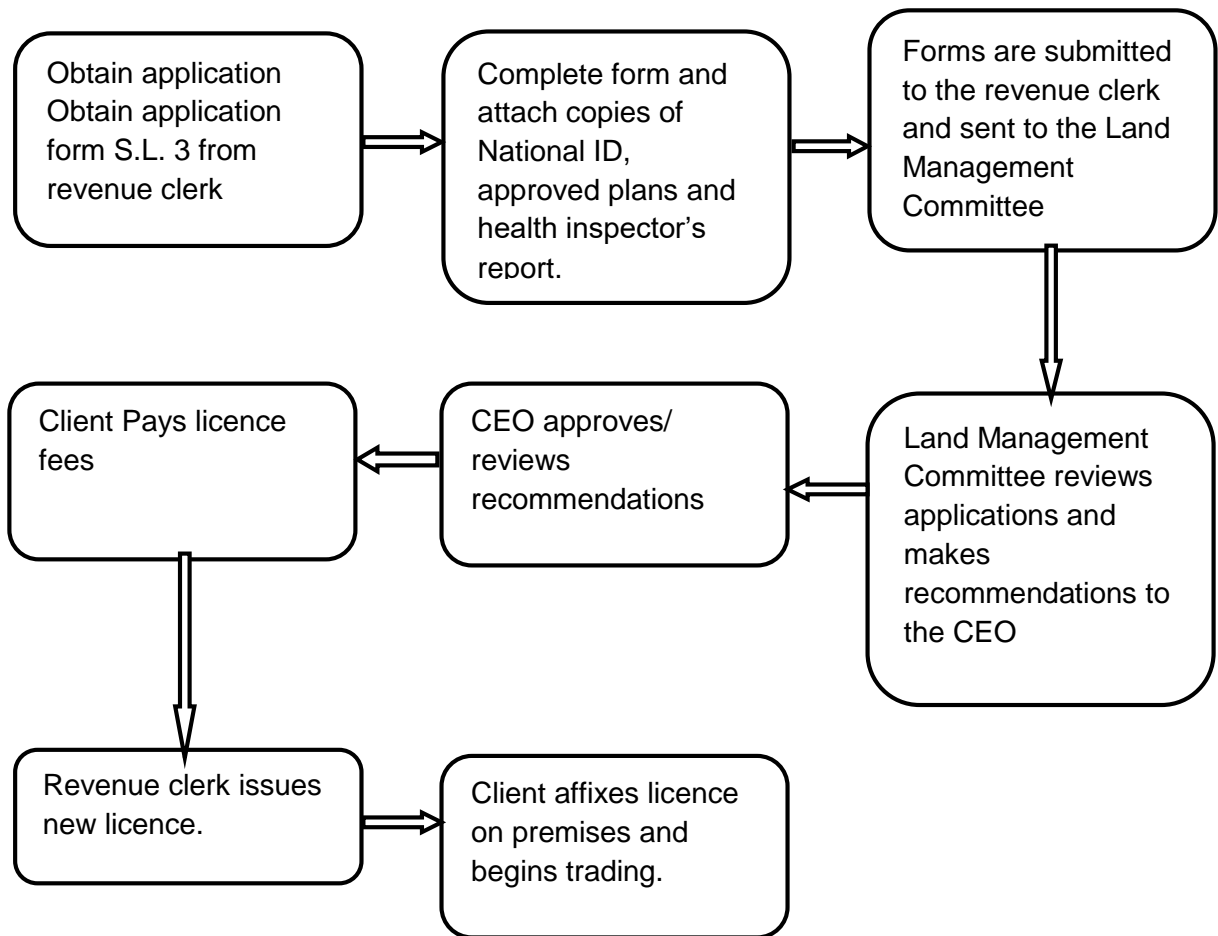 Obtain application
Obtain application
form S.L. 3 from
revenue clerk
Complete form and
attach copies of
National ID,
approved plans and
health inspector’s
report.
Forms are submitted
to the revenue clerk
and sent to the Land
Management
Committee
Land Management
Committee reviews
applications and
makes
recommendations to
the CEO
CEO approves/
reviews
recommendations
Client Pays licence
fees
Revenue clerk issues
new licence.
Client affixes licence
on premises and
begins trading.